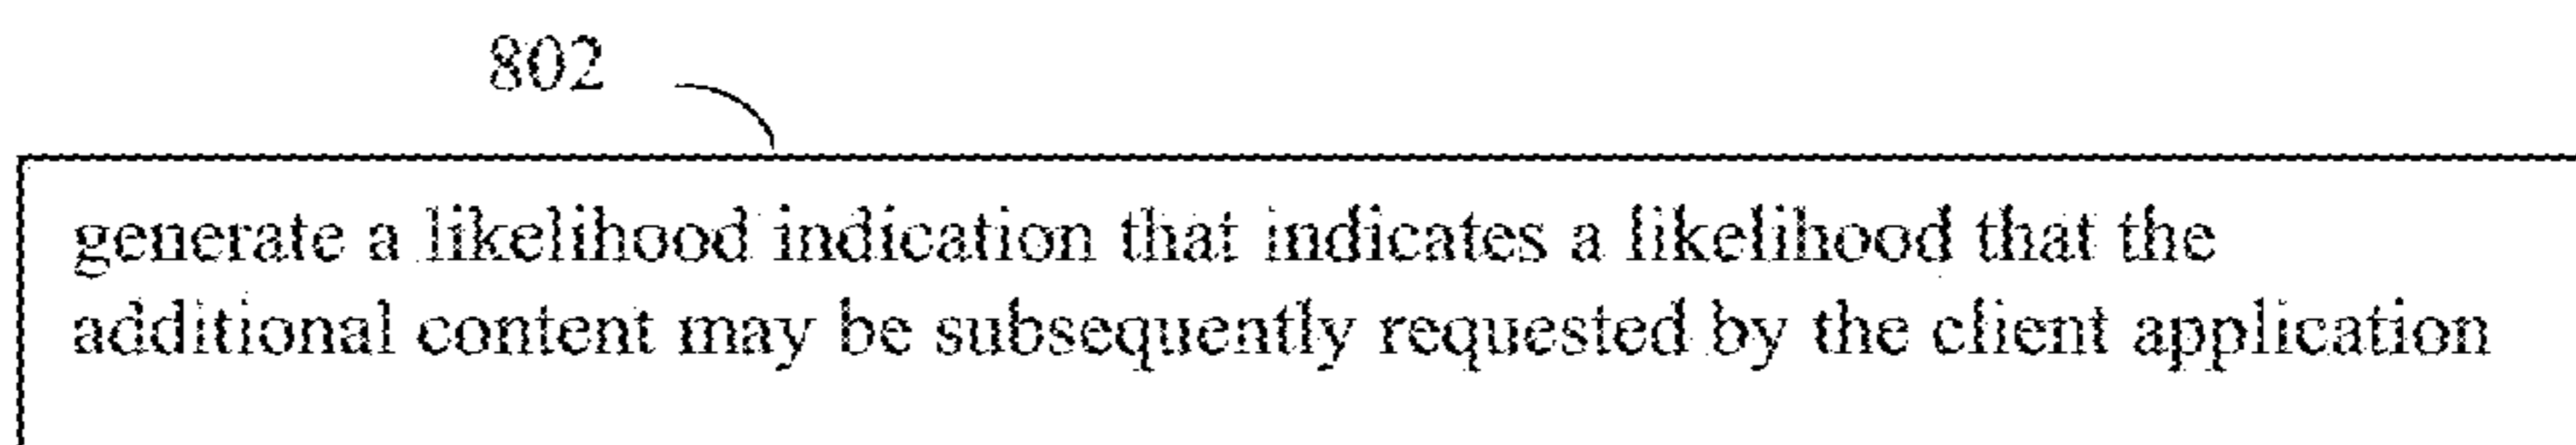 802
generate a likelihood indication that indicates a likelihood that the
additional content may be subsequently requested by the client application